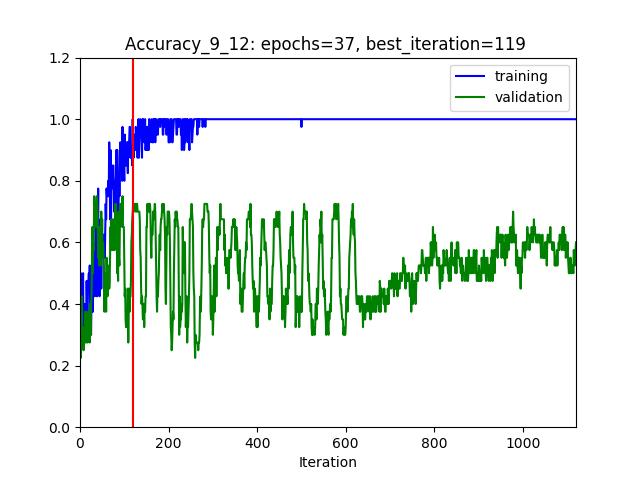 Accuracy_9_12: epochs=37, best_iteration=119
training
validation
1.2
1.0
0.8
0.6
0.4
0.2
0.0
0 200 400 600 800 1000
Iteration